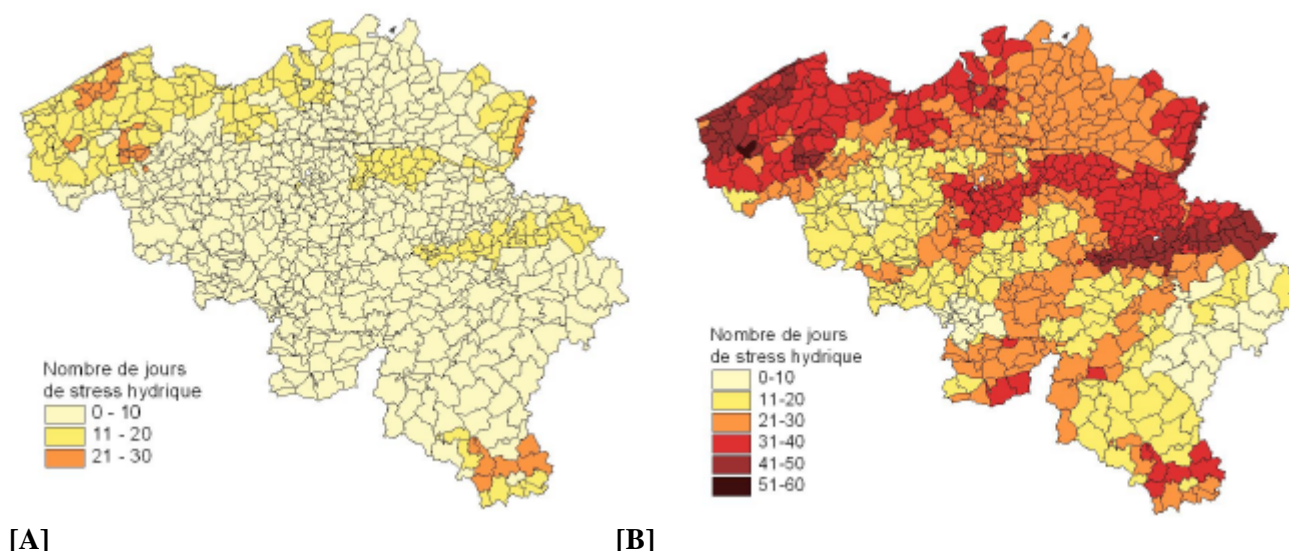 Nombre de jours
de stress hydrique
0 - 10
11 - 20
21 - 30
Nombre de jours
de stress hydrique
0-10
11-20
21-30
31-40
41-50
51-60
[A]
[B]